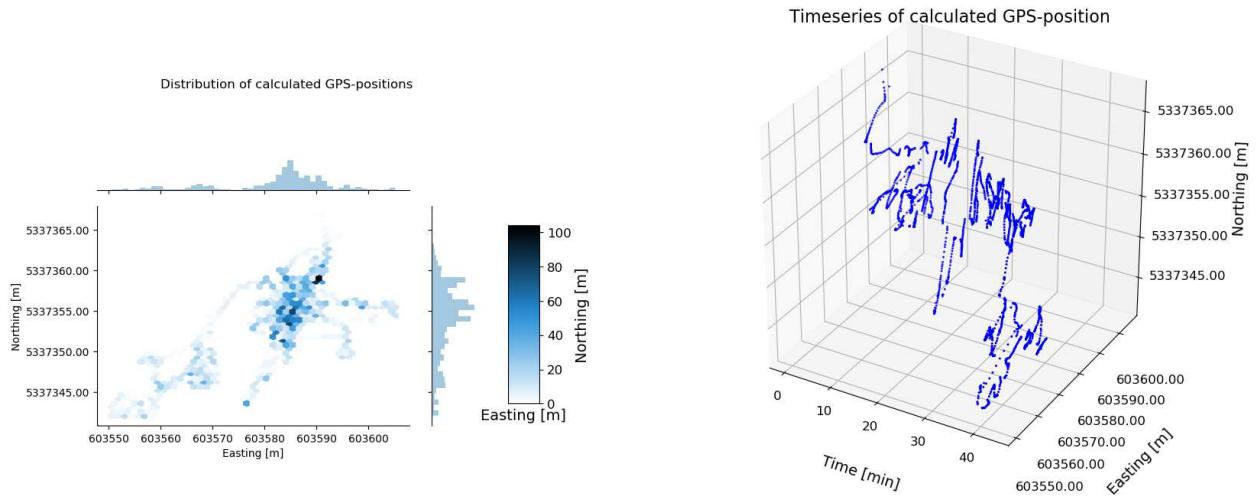 Distribution of calculated GPS-positions
5337365.00
5337360.00
5337355.00
5337350.00
5337345.00
Northing [m]
603550 603560 603570 603580 603590 603600
Easting [m]
100
80
60
40
20
0
Northing [m]
Easting [m]
Timeseries of calculated GPS-position
5337365.00
5337360.00
5337355.00
5337350.00
5337345.00
Northing [m]
0
10
20
30
40
Time [min]
603600.00
603590.00
603580.00
603570.00
603560.00
603550.00
Easting [m]